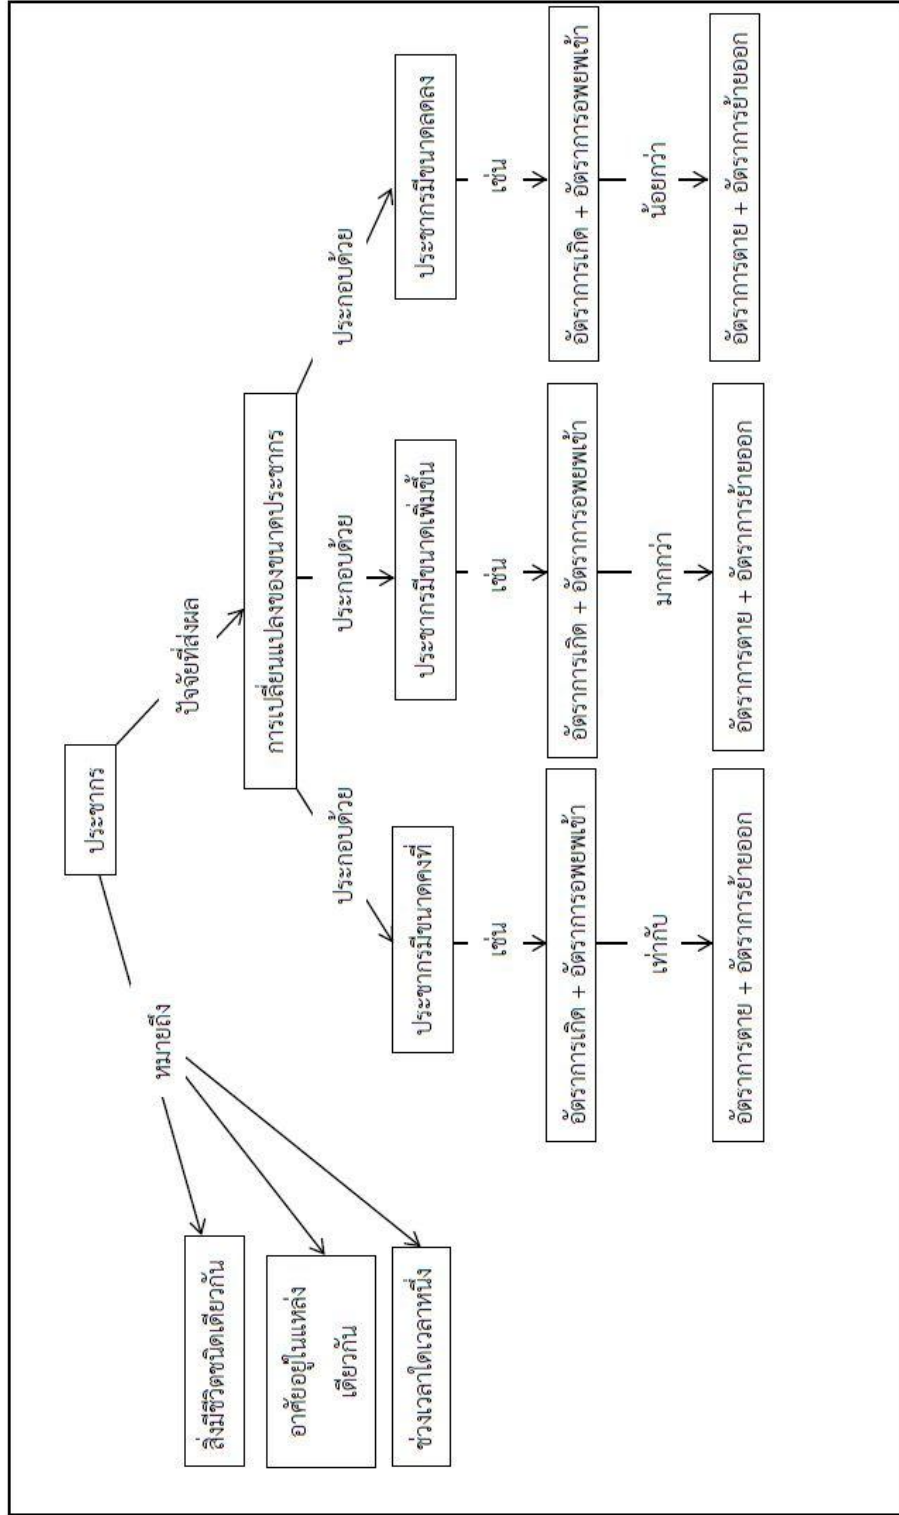 ประชากร
หมายถึง
ปัจจัยที่ส่งผล
สิ่งมีชีวิตชนิดเดียวกัน
อาศัยอยู่ในแหล่ง
เดียวกัน
ช่วงเวลาใดเวลาหนึ่ง
การเปลี่ยนแปลงของขนาดประชากร
ประกอบด้วย
ประกอบด้วย
ประกอบด้วย
ประชากรมีขนาดคงที่
ประชากรมีขนาดเพิ่มขึ้น
ประชากรมีขนาดลดลง
เช่น
เช่น
เช่น
อัตราการเกิด + อัตราการอพยพเข้า
อัตราการเกิด + อัตราการอพยพเข้า
อัตราการเกิด + อัตราการอพยพเข้า
เท่ากับ
มากกว่า
น้อยกว่า
อัตราการตาย + อัตราการย้ายออก
อัตราการตาย + อัตราการย้ายออก
อัตราการตาย + อัตราการย้ายออก